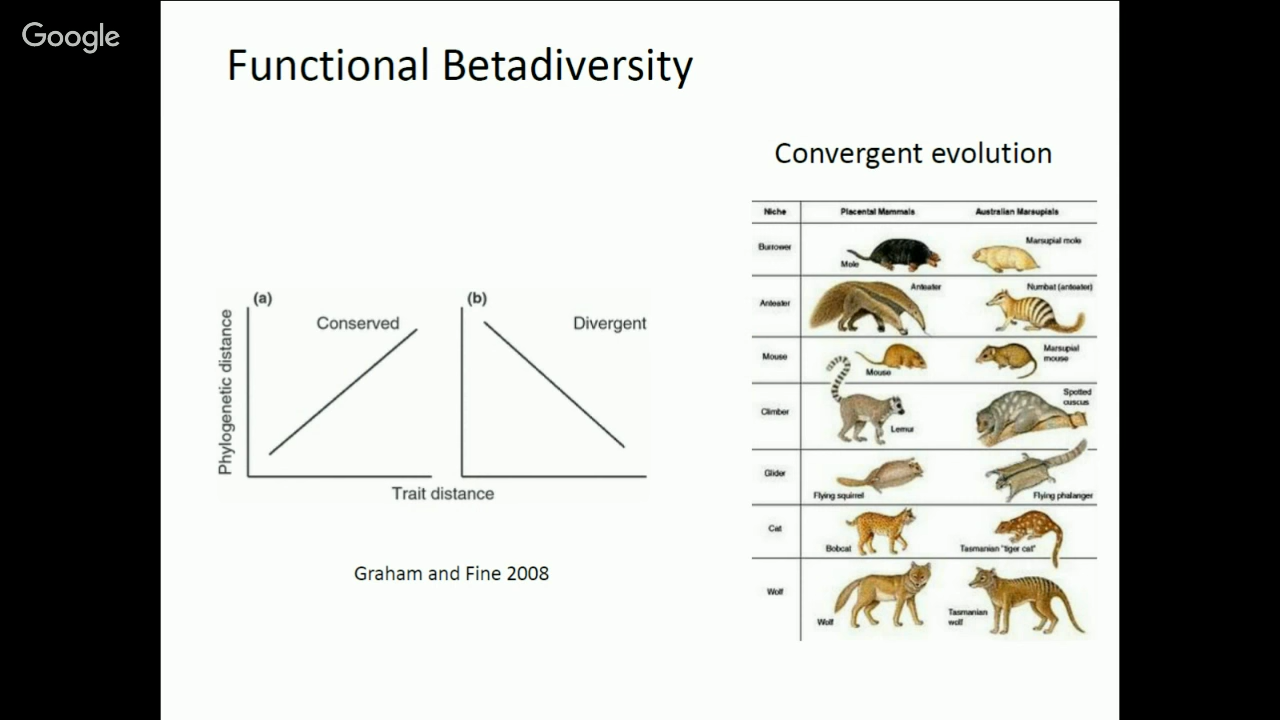 Google
Functional Betadiversity
Convergent evolution
Niche Placental Mammals Australian Marsupials
Burrower Mole Marsupial mole
Anteater Anteater Numbat (anteater)
Mouse Mouse Marsupial
mouse
Climber Lemur Spotted
cuscus
Glider Flying squirrel Flying phalanger
Cat Bobcat Tasmanian "tiger cat"
Wolf Wolf Tasmanian
wolf
(a) (b)
Conserved Divergent
Phylogenetic distance
Trait distance
Graham and Fine 2008